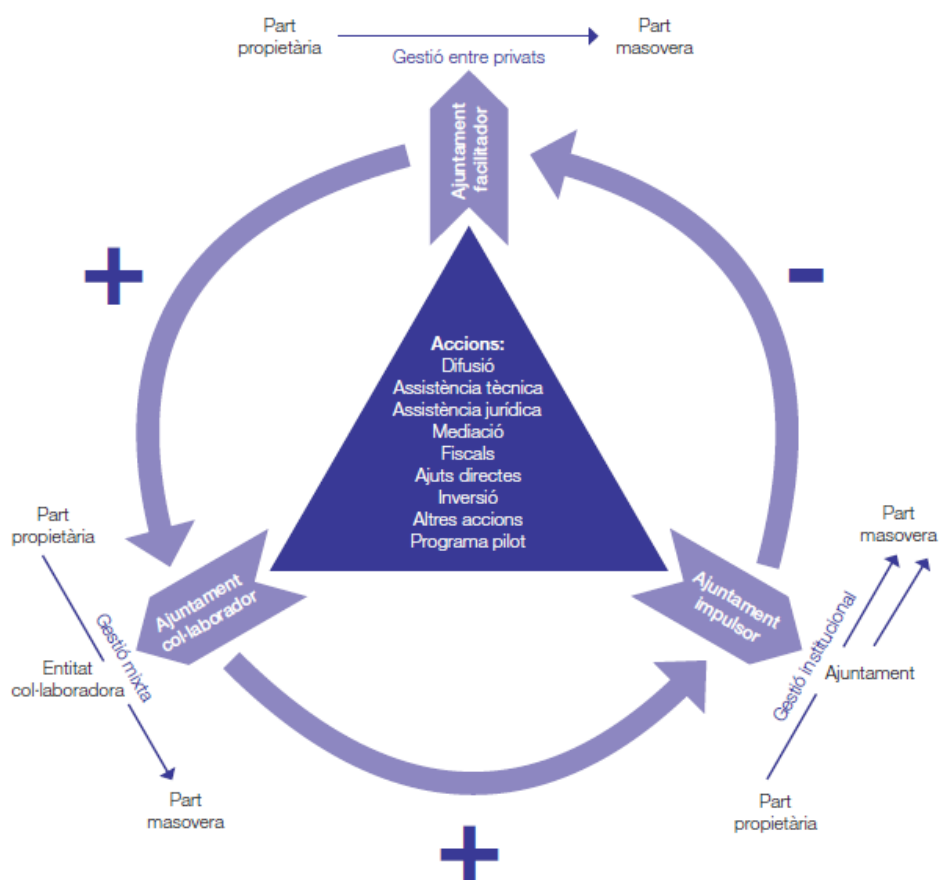 Part
propietària
Gestió entre privats
Part
masovera
Ajuntament
facilitador
+
-
Accions:
Difusió
Assistència tècnica
Assistència jurídica
Mediació
Fiscals
Ajuts directes
Inversió
Altres accions
Programa pilot
Part
propietària
Ajuntament
col·laborador
Gestió mixta
Entitat
col·laboradora
Part
masovera
Ajuntament
impulsor
Gestió institucional
Part
masovera
Ajuntament
Part
propietària
+